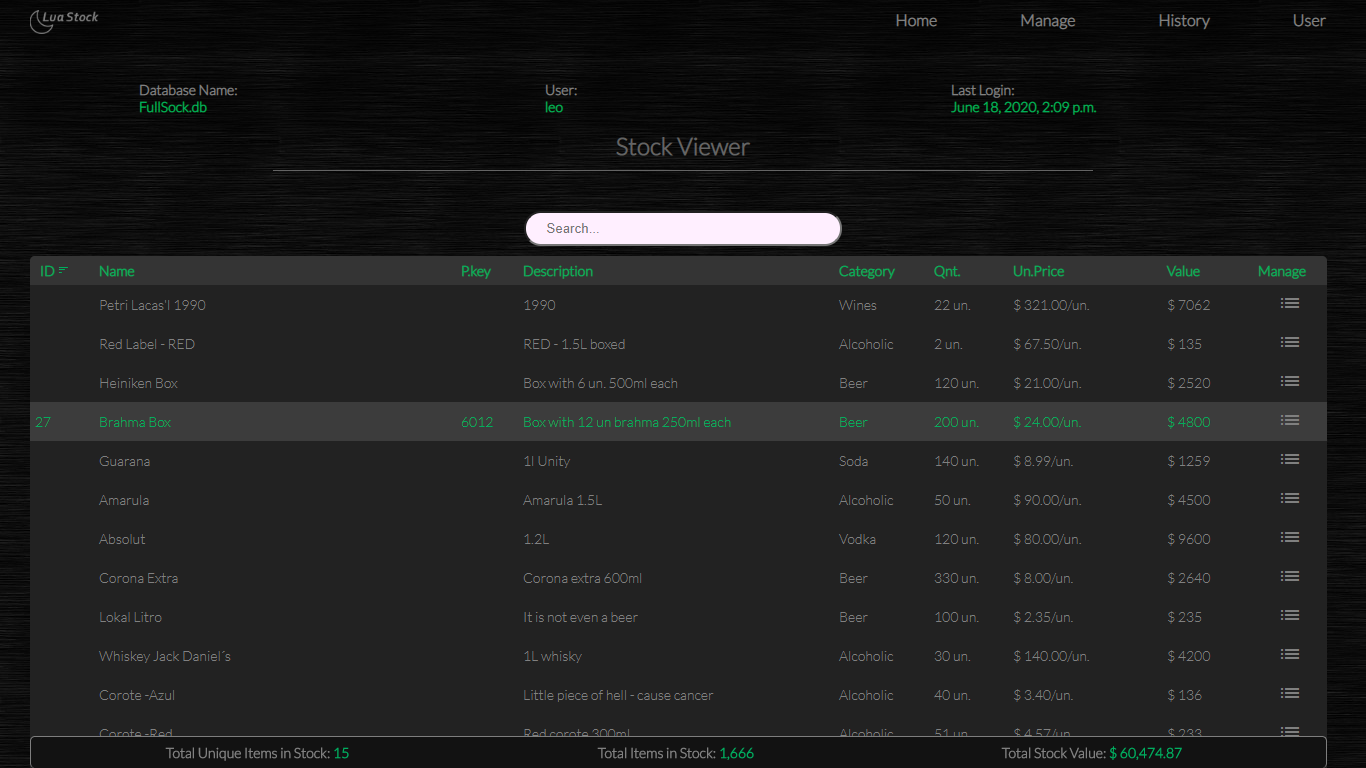 Lua Stock
Home Manage History User
Database Name: User: Last Login:
FullSock.db leo June 18, 2020, 2:09 p.m.
Stock Viewer
Search...
ID Name P.key Description Category Qnt. Un.Price Value Manage
Petri Lacas'l 1990 1990 Wines 22 un. $ 321.00/un. $ 7062
Red Label - RED RED - 1.5L boxed Alcoholic 2 un. $ 67.50/un. $ 135
Heiniken Box Box with 6 un. 500ml each Beer 120 un. $ 21.00/un. $ 2520
27 Brahma Box 6012 Box with 12 un brahma 250ml each Beer 200 un. $ 24.00/un. $ 4800
Guarana 1l Unity Soda 140 un. $ 8.99/un. $ 1259
Amarula Amarula 1.5L Alcoholic 50 un. $ 90.00/un. $ 4500
Absolut 1.2L Vodka 120 un. $ 80.00/un. $ 9600
Corona Extra Corona extra 600ml Beer 330 un. $ 8.00/un. $ 2640
Lokal Litro It is not even a beer Beer 100 un. $ 2.35/un. $ 235
Whiskey Jack Daniel´s 1L whisky Alcoholic 30 un. $ 140.00/un. $ 4200
Corote -Azul Little piece of hell - cause cancer Alcoholic 40 un. $ 3.40/un. $ 136
Corote -Red Red corote 300ml Alcoholic 51 un. $ 4.57/un. $ 233
Total Unique Items in Stock: 15 Total Items in Stock: 1,666 Total Stock Value: $ 60,474.87